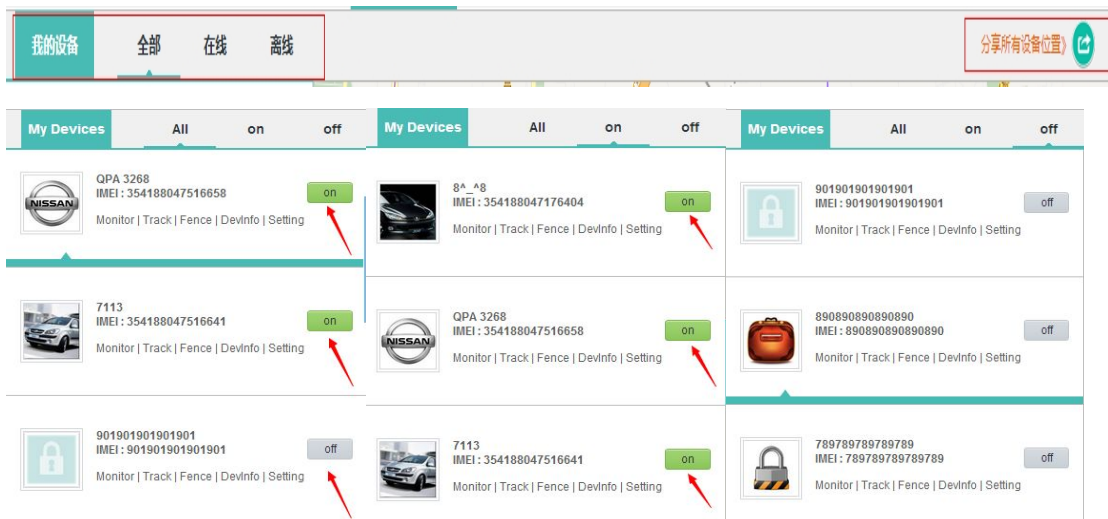 我的设备 全部 在线 离线 分享所有设备位置》
My Devices All on off
QPA 3268
IMEI : 354188047516658
on
Monitor | Track | Fence | DevInfo | Setting
NISSAN
7113
IMEI : 354188047516641
on
Monitor | Track | Fence | DevInfo | Setting
901901901901901
IMEI : 901901901901901
off
Monitor | Track | Fence | DevInfo | Setting
My Devices All on off
8^_^8
IMEI : 354188047176404
on
Monitor | Track | Fence | DevInfo | Setting
QPA 3268
IMEI : 354188047516658
on
Monitor | Track | Fence | DevInfo | Setting
NISSAN
7113
IMEI : 354188047516641
on
Monitor | Track | Fence | DevInfo | Setting
My Devices All on off
901901901901901
IMEI : 901901901901901
off
Monitor | Track | Fence | DevInfo | Setting
890890890890890
IMEI : 890890890890890
off
Monitor | Track | Fence | DevInfo | Setting
789789789789789
IMEI : 789789789789789
off
Monitor | Track | Fence | DevInfo | Setting